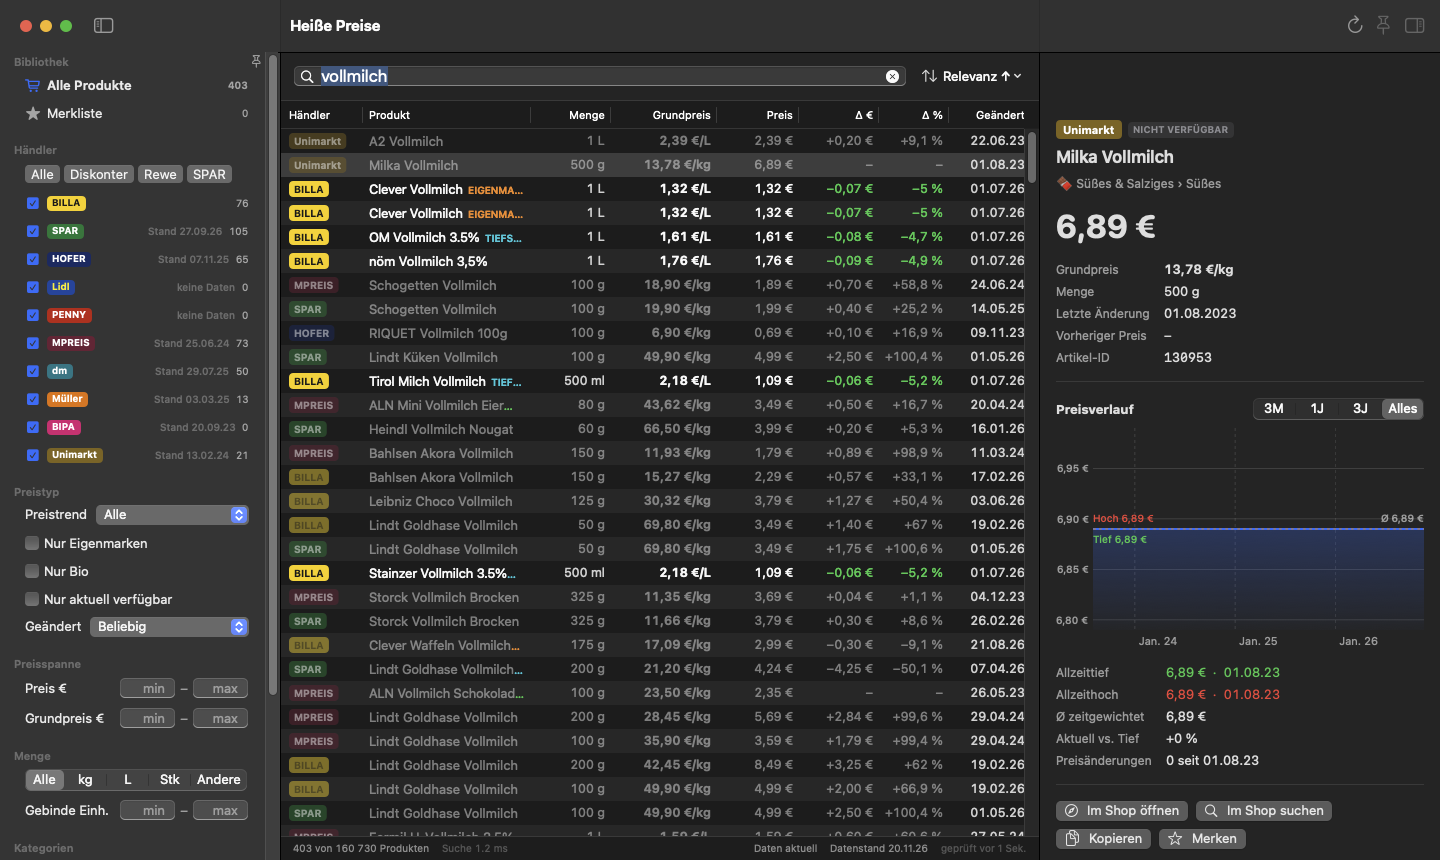 Heiße Preise
Bibliothek
Alle Produkte 403
Merkliste 0
Händler
Alle Diskonter Rewe SPAR
BILLA 76
SPAR Stand 27.09.26 105
HOFER Stand 07.11.25 65
Lidl keine Daten 0
PENNY keine Daten 0
MPREIS Stand 25.06.24 73
dm Stand 29.07.25 50
Müller Stand 03.03.25 13
BIPA Stand 20.09.23 0
Unimarkt Stand 13.02.24 21
Preistyp
Preistrend Alle
Nur Eigenmarken
Nur Bio
Nur aktuell verfügbar
Geändert Beliebig
Preisspanne
Preis € min – max
Grundpreis € min – max
Menge
Alle kg L Stk Andere
Gebinde Einh. min – max
Kategorien
vollmilch Relevanz
Händler Produkt Menge Grundpreis Preis Δ € Δ % Geändert
Unimarkt A2 Vollmilch 1 L 2,39 €/L 2,39 € +0,20 € +9,1 % 22.06.23
Unimarkt Milka Vollmilch 500 g 13,78 €/kg 6,89 € – – 01.08.23
BILLA Clever Vollmilch EIGENMA… 1 L 1,32 €/L 1,32 € −0,07 € −5 % 01.07.26
BILLA Clever Vollmilch EIGENMA… 1 L 1,32 €/L 1,32 € −0,07 € −5 % 01.07.26
BILLA OM Vollmilch 3.5% TIEFS… 1 L 1,61 €/L 1,61 € −0,08 € −4,7 % 01.07.26
BILLA nöm Vollmilch 3,5% 1 L 1,76 €/L 1,76 € −0,09 € −4,9 % 01.07.26
MPREIS Schogetten Vollmilch 100 g 18,90 €/kg 1,89 € +0,70 € +58,8 % 24.06.24
SPAR Schogetten Vollmilch 100 g 19,90 €/kg 1,99 € +0,40 € +25,2 % 14.05.25
HOFER RIQUET Vollmilch 100g 100 g 6,90 €/kg 0,69 € +0,10 € +16,9 % 09.11.23
SPAR Lindt Küken Vollmilch 100 g 49,90 €/kg 4,99 € +2,50 € +100,4 % 01.05.26
BILLA Tirol Milch Vollmilch TIEF… 500 ml 2,18 €/L 1,09 € −0,06 € −5,2 % 01.07.26
MPREIS ALN Mini Vollmilch Eier… 80 g 43,62 €/kg 3,49 € +0,50 € +16,7 % 20.04.24
SPAR Heindl Vollmilch Nougat 60 g 66,50 €/kg 3,99 € +0,20 € +5,3 % 16.01.26
MPREIS Bahlsen Akora Vollmilch 150 g 11,93 €/kg 1,79 € +0,89 € +98,9 % 11.03.24
BILLA Bahlsen Akora Vollmilch 150 g 15,27 €/kg 2,29 € +0,57 € +33,1 % 17.02.26
BILLA Leibniz Choco Vollmilch 125 g 30,32 €/kg 3,79 € +1,27 € +50,4 % 03.06.26
BILLA Lindt Goldhase Vollmilch 50 g 69,80 €/kg 3,49 € +1,40 € +67 % 19.02.26
SPAR Lindt Goldhase Vollmilch 50 g 69,80 €/kg 3,49 € +1,75 € +100,6 % 01.05.26
BILLA Stainzer Vollmilch 3.5%… 500 ml 2,18 €/L 1,09 € −0,06 € −5,2 % 01.07.26
MPREIS Storck Vollmilch Brocken 325 g 11,35 €/kg 3,69 € +0,04 € +1,1 % 04.12.23
SPAR Storck Vollmilch Brocken 325 g 11,66 €/kg 3,79 € +0,30 € +8,6 % 26.02.26
BILLA Clever Waffeln Vollmilch… 175 g 17,09 €/kg 2,99 € −0,30 € −9,1 % 21.08.26
SPAR Lindt Goldhase Vollmilch… 200 g 21,20 €/kg 4,24 € −4,25 € −50,1 % 07.04.26
MPREIS ALN Vollmilch Schokolad… 100 g 23,50 €/kg 2,35 € – – 26.05.23
MPREIS Lindt Goldhase Vollmilch 200 g 28,45 €/kg 5,69 € +2,84 € +99,6 % 29.04.24
MPREIS Lindt Goldhase Vollmilch 100 g 35,90 €/kg 3,59 € +1,79 € +99,4 % 29.04.24
BILLA Lindt Goldhase Vollmilch 200 g 42,45 €/kg 8,49 € +3,25 € +62 % 19.02.26
BILLA Lindt Goldhase Vollmilch 100 g 49,90 €/kg 4,99 € +2,00 € +66,9 % 19.02.26
SPAR Lindt Goldhase Vollmilch 100 g 49,90 €/kg 4,99 € +2,50 € +100,4 % 01.05.26
403 von 160 730 Produkten Suche 1.2 ms Daten aktuell Datenstand 20.11.26 geprüft vor 1 Sek.
Unimarkt NICHT VERFÜGBAR
Milka Vollmilch
Süßes & Salziges › Süßes
6,89 €
Grundpreis 13,78 €/kg
Menge 500 g
Letzte Änderung 01.08.2023
Vorheriger Preis –
Artikel-ID 130953
Preisverlauf 3M 1J 3J Alles
6,95 €
6,90 € Hoch 6,89 € Ø 6,89 €
Tief 6,89 €
6,85 €
6,80 €
Jan. 24 Jan. 25 Jan. 26
Allzeittief 6,89 € · 01.08.23
Allzeithoch 6,89 € · 01.08.23
Ø zeitgewichtet 6,89 €
Aktuell vs. Tief +0 %
Preisänderungen 0 seit 01.08.23
Im Shop öffnen Im Shop suchen
Kopieren Merken